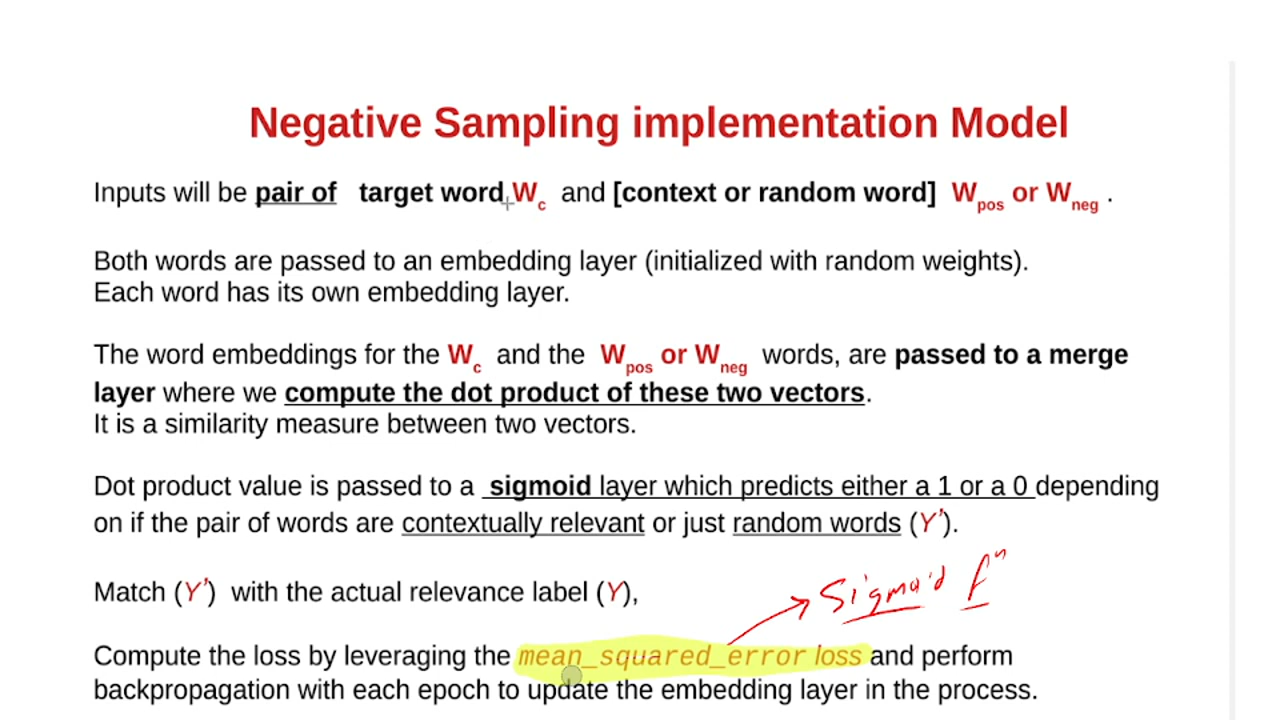 Negative Sampling implementation Model
Inputs will be pair of target word Wc and [context or random word] Wpos or Wneg .
Both words are passed to an embedding layer (initialized with random weights).
Each word has its own embedding layer.
The word embeddings for the Wc and the Wpos or Wneg words, are passed to a merge
layer where we compute the dot product of these two vectors.
It is a similarity measure between two vectors.
Dot product value is passed to a sigmoid layer which predicts either a 1 or a 0 depending
on if the pair of words are contextually relevant or just random words (Y’).
Match (Y’) with the actual relevance label (Y),
Sigmoid fⁿ
Compute the loss by leveraging the mean_squared_error loss and perform
backpropagation with each epoch to update the embedding layer in the process.